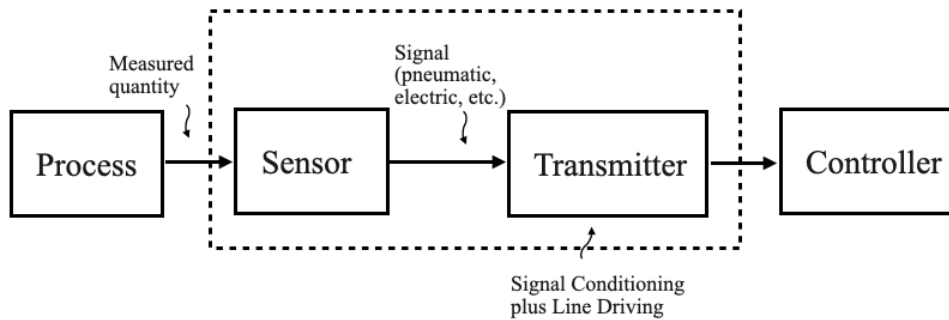 Measured
quantity
Signal
(pneumatic,
electric, etc.)
Process
Sensor
Transmitter
Controller
Signal Conditioning
plus Line Driving